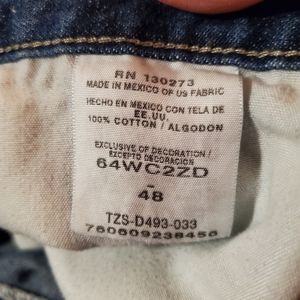 RN 130273
MADE IN MEXICO OF US FABRIC
HECHO EN MEXICO CON TELA DE
EE.UU.
100% COTTON / ALGODON
EXCLUSIVE OF DECORATION /
EXCEPTO DECORACION
64WC2ZD
-
48
TZS-D493-033
760609238456